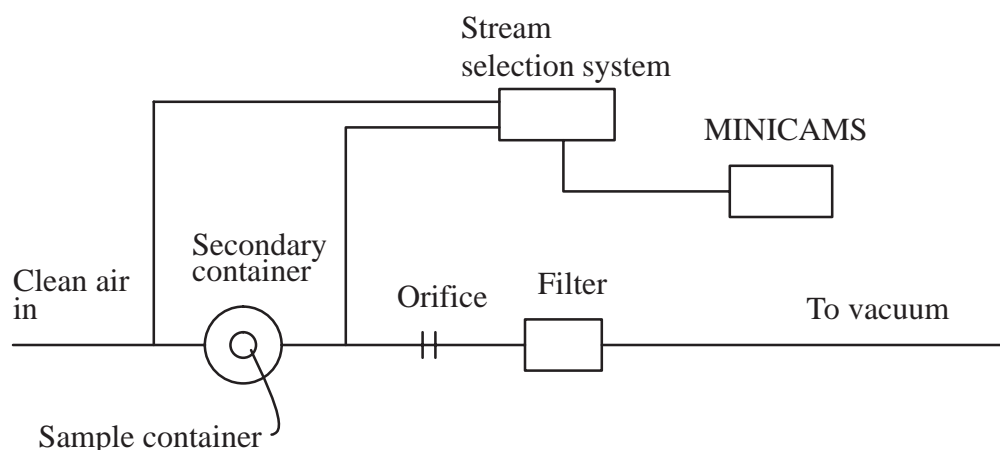 Stream
selection system
MINICAMS
Secondary
container
Clean air
in
Orifice
Filter
To vacuum
Sample container